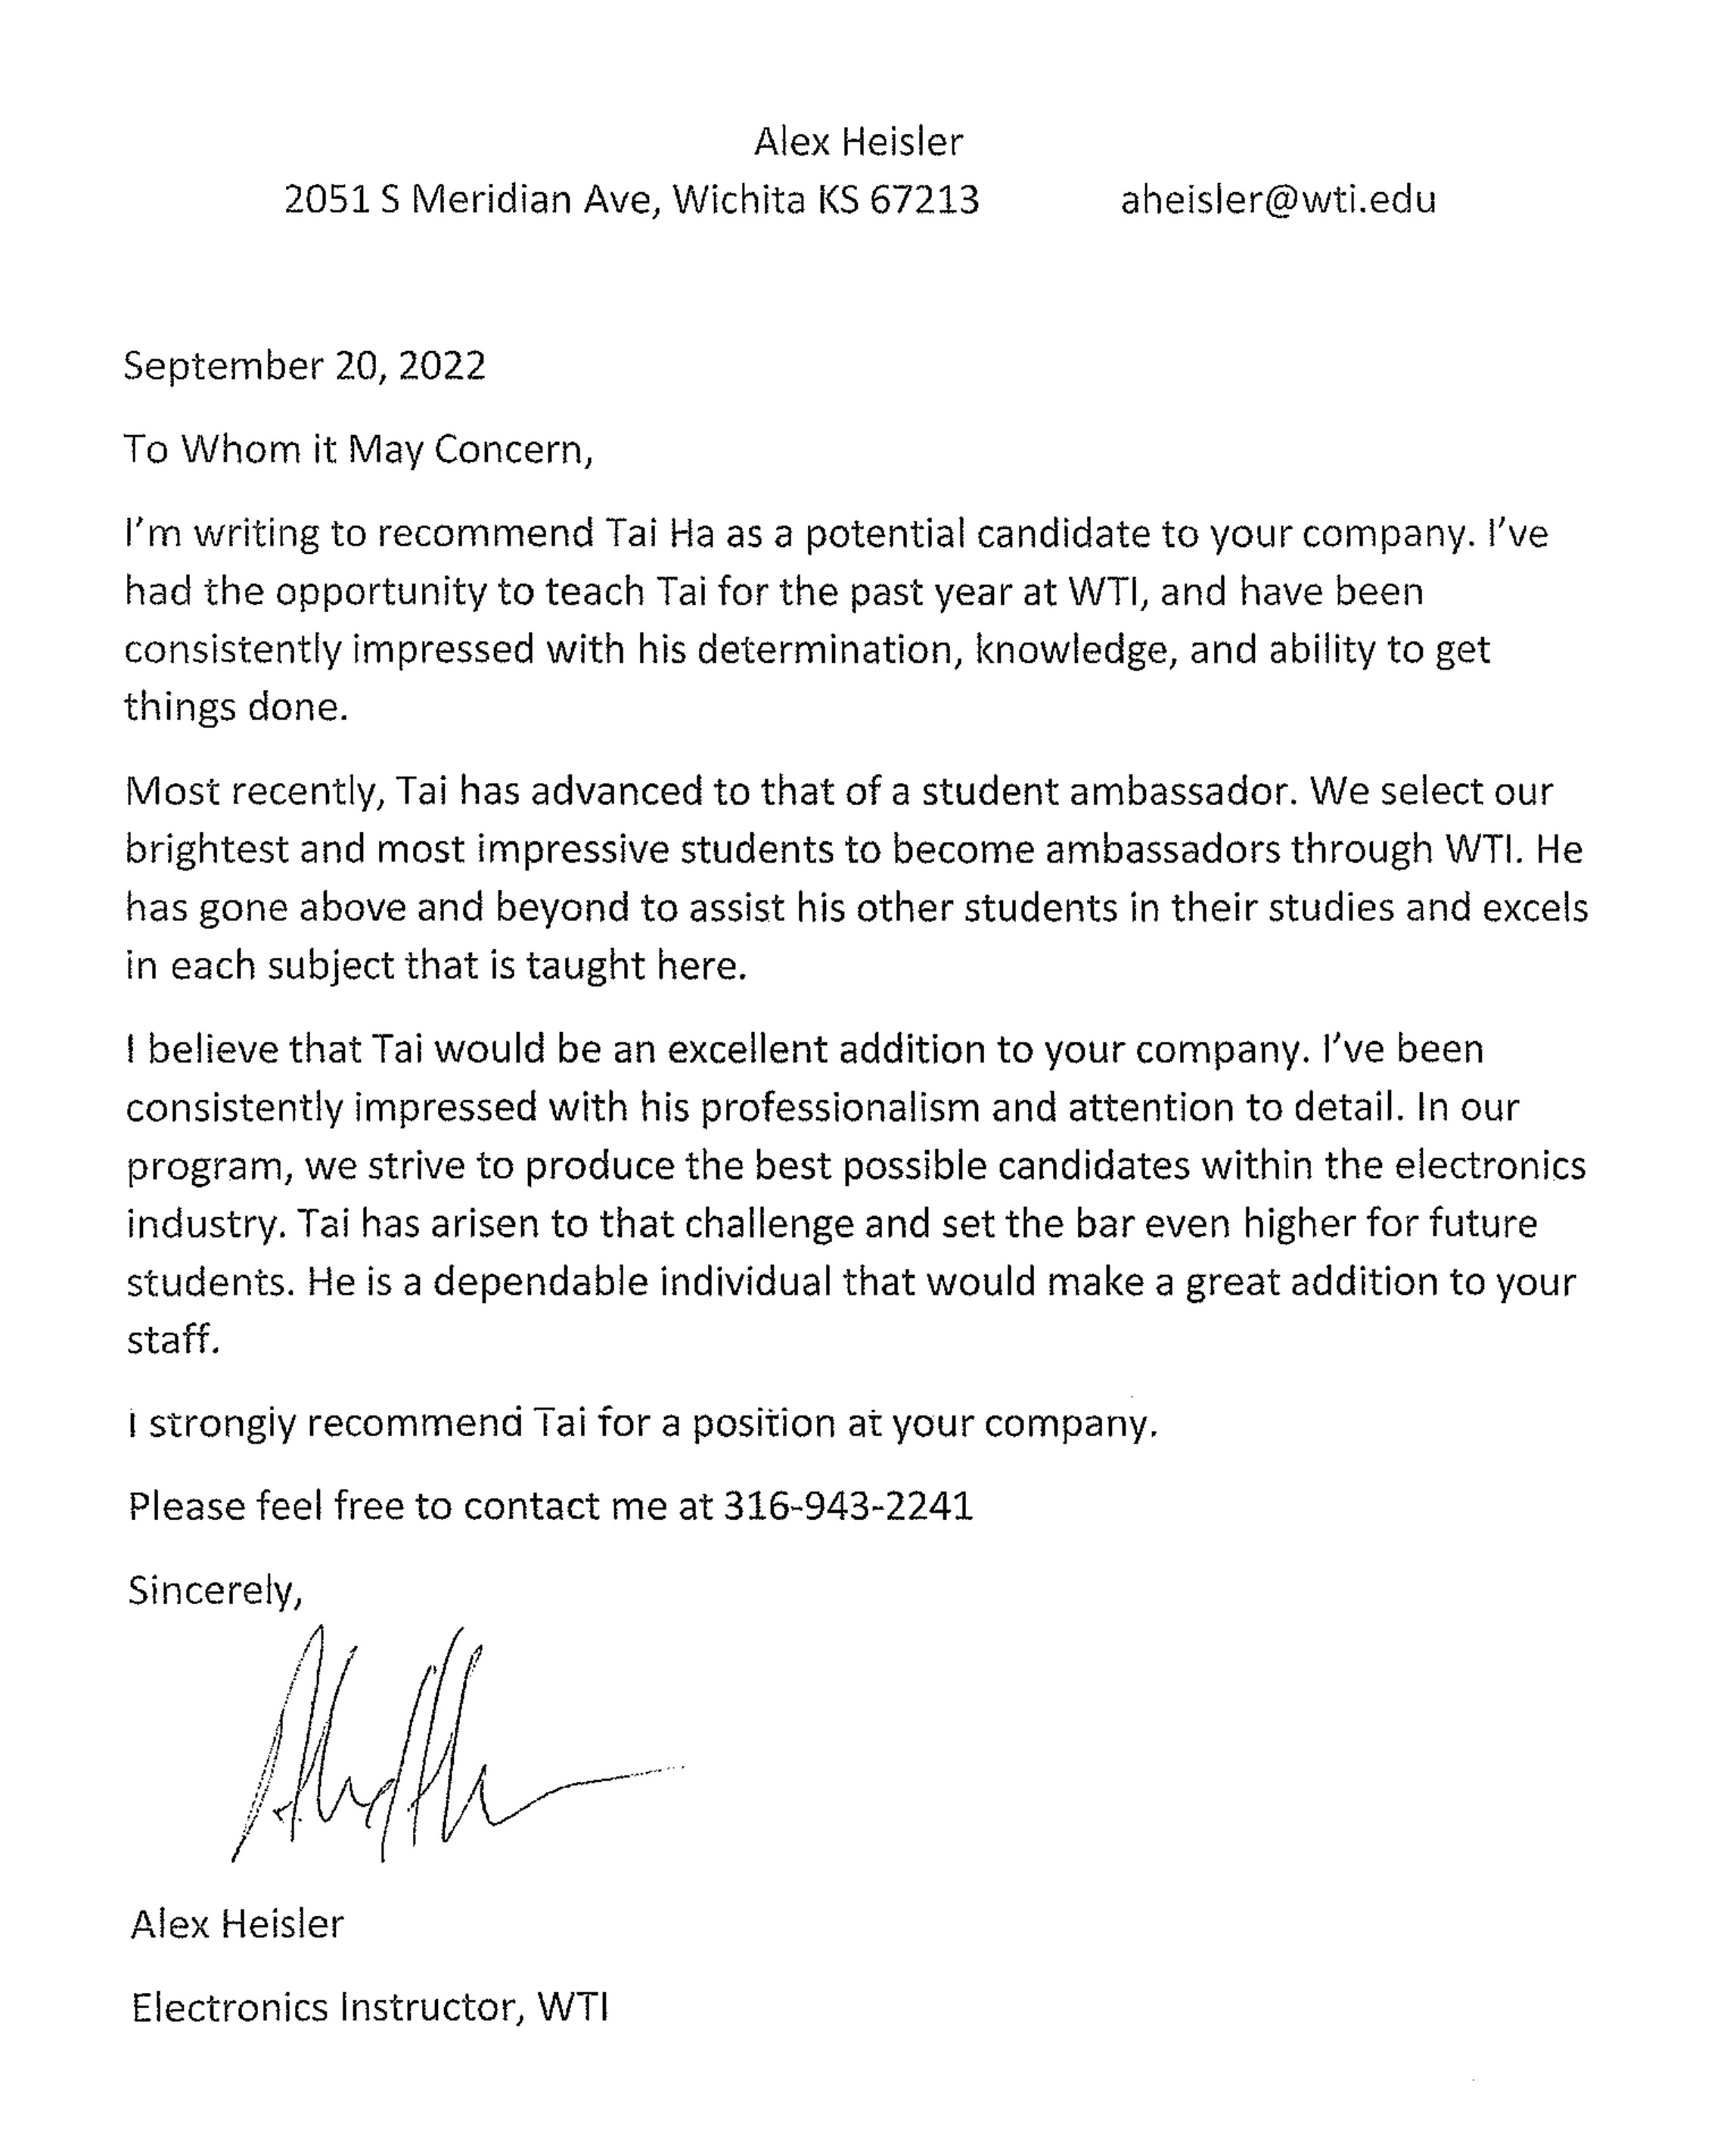 Alex Heisler
2051 S Meridian Ave, Wichita KS 67213 aheisler@wti.edu
September 20, 2022
To Whom it May Concern,
I'm writing to recommend Tai Ha as a potential candidate to your company. I've
had the opportunity to teach Tai for the past year at WTI, and have been
consistently impressed with his determination, knowledge, and ability to get
things done.
Most recently, Tai has advanced to that of a student ambassador. We select our
brightest and most impressive students to become ambassadors through WTI. He
has gone above and beyond to assist his other students in their studies and excels
in each subject that is taught here.
I believe that Tai would be an excellent addition to your company. I've been
consistently impressed with his professionalism and attention to detail. In our
program, we strive to produce the best possible candidates within the electronics
industry. Tai has arisen to that challenge and set the bar even higher for future
students. He is a dependable individual that would make a great addition to your
staff.
I strongly recommend Tai for a position at your company.
Please feel free to contact me at 316-943-2241
Sincerely,
Alex Heisler
Electronics Instructor, WTI